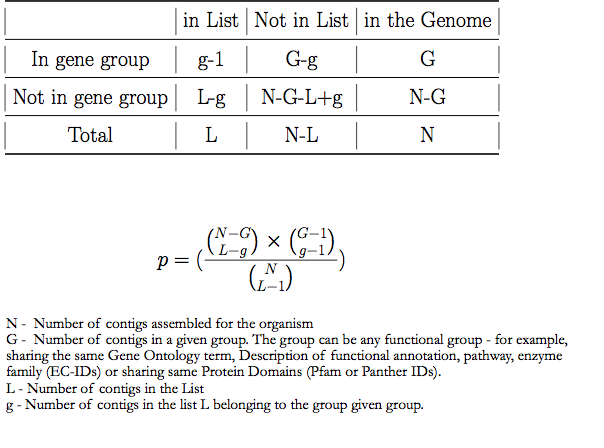 in List Not in List in the Genome
In gene group g-1 G-g G
Not in gene group L-g N-G-L+g N-G
Total L N-L N
p = ( \frac{\binom{N-G}{L-g} \times \binom{G-1}{g-1}}{\binom{N}{L-1}} )
N - Number of contigs assembled for the organism
G - Number of contigs in a given group. The group can be any functional group - for example,
sharing the same Gene Ontology term, Description of functional annotation, pathway, enzyme
family (EC-IDs) or sharing same Protein Domains (Pfam or Panther IDs).
L - Number of contigs in the List
g - Number of contigs in the list L belonging to the group given group.